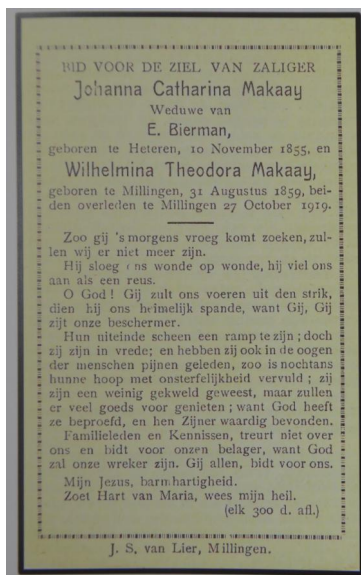 BID VOOR DE ZIEL VAN ZALIGER
Johanna Catharina Makaay
Weduwe van
E. Bierman,
geboren te Heteren, 10 November 1855, en
Wilhelmina Theodora Makaay,
geboren te Millingen, 31 Augustus 1859, bei-
den overleden te Millingen 27 October 1919.
Zoo gij 's morgens vroeg komt zoeken, zul-
len wij er niet meer zijn.
Hij sloeg ons wonde op wonde, hij viel ons
aan als een reus.
O God! Gij zult ons voeren uit den strik,
dien hij ons heimelijk spande, want Gij, Gij
zijt onze beschermer.
Hun uiteinde scheen een ramp te zijn; doch
zij zijn in vrede; en hebben zij ook in de oogen
der menschen pijnen geleden, zoo is nochtans
hunne hoop met onsterfelijkheid vervuld; zij
zijn een weinig gekweld geweest, maar zullen
er veel goeds voor genieten; want God heeft
ze beproefd, en hen Zijner waardig bevonden.
Familieleden en Kennissen, treurt niet over
ons en bidt voor onzen belager, want God
zal onze wreker zijn. Gij allen, bidt voor ons.
Mijn Jezus, barmhartigheid.
Zoet Hart van Maria, wees mijn heil.
(elk 300 d. afl.)
J. S. van Lier, Millingen.